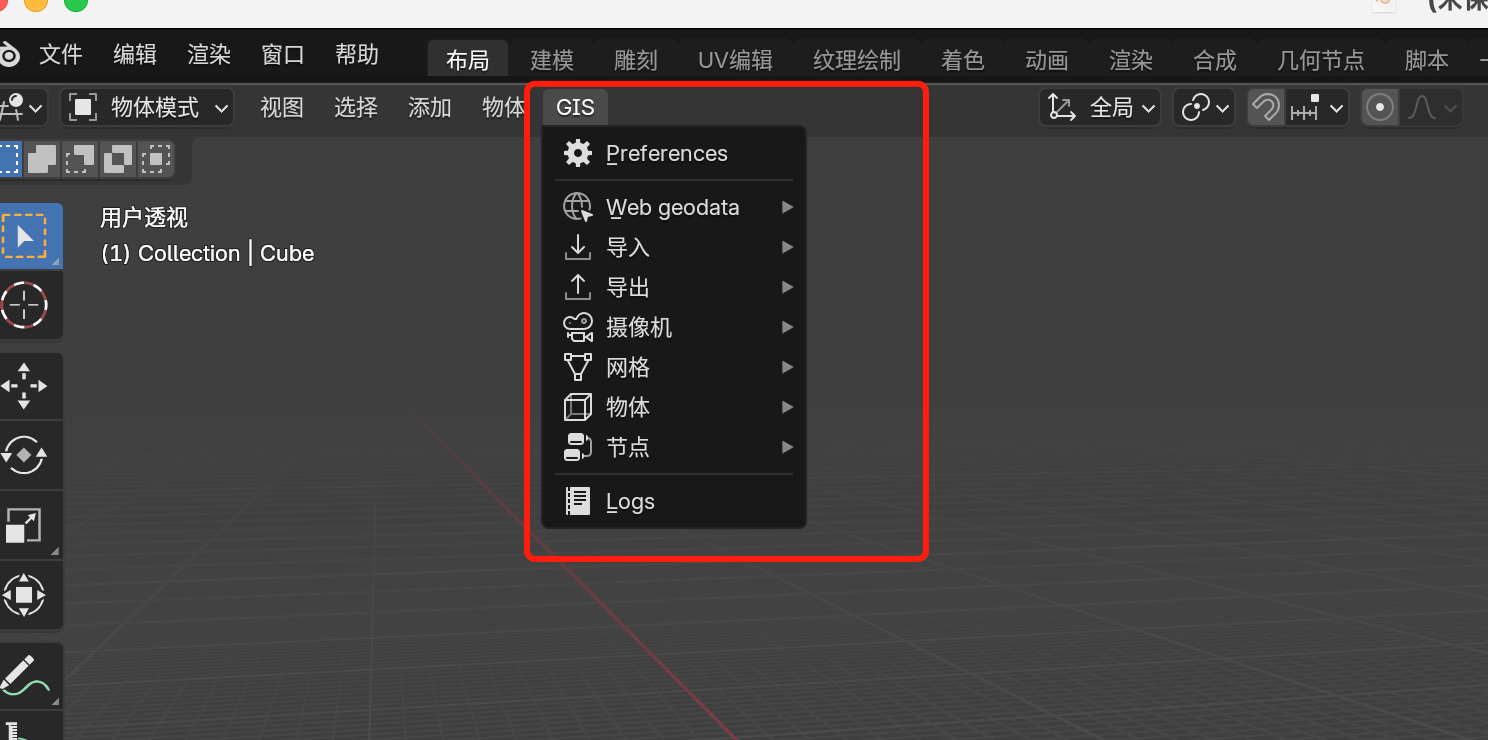 文件 编辑 渲染 窗口 帮助 布局 建模 雕刻 UV编辑 纹理绘制 着色 动画 渲染 合成 几何节点 脚本
物体模式 视图 选择 添加 物体 GIS 全局
Preferences
Web geodata
导入
导出
摄像机
网格
物体
节点
Logs
用户透视
(1) Collection | Cube